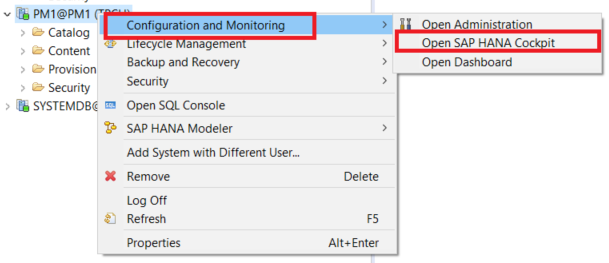 PM1@PM1 (TECH)
Catalog
Content
Provision
Security
SYSTEMDB@
Configuration and Monitoring
Lifecycle Management
Backup and Recovery
Security
Open SQL Console
SAP HANA Modeler
Add System with Different User...
Remove Delete
Log Off
Refresh F5
Properties Alt+Enter
Open Administration
Open SAP HANA Cockpit
Open Dashboard